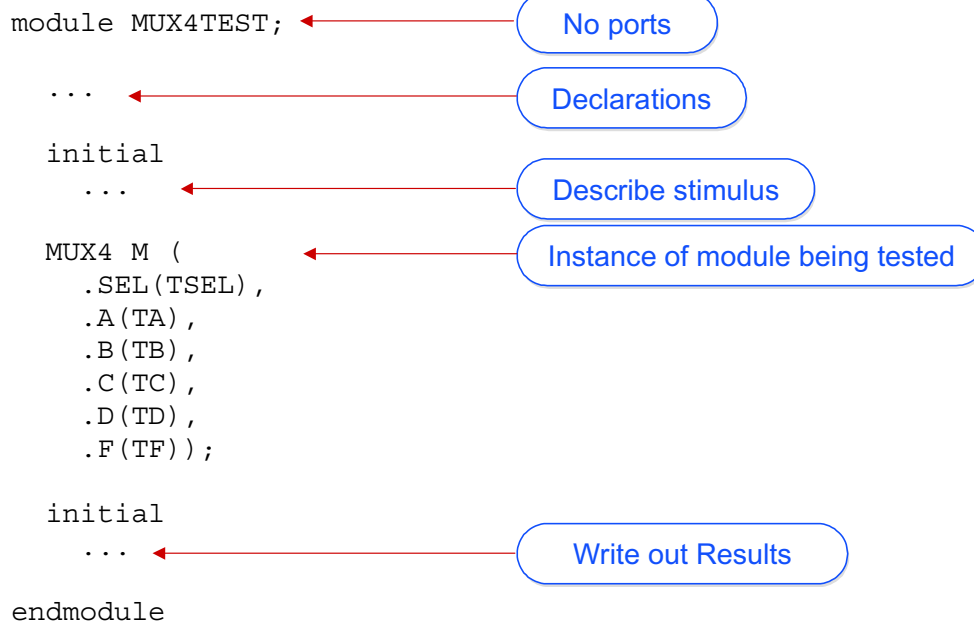 module MUX4TEST; No ports
... Declarations
initial
... Describe stimulus
MUX4 M ( Instance of module being tested
.SEL(TSEL),
.A(TA),
.B(TB),
.C(TC),
.D(TD),
.F(TF));
initial
... Write out Results
endmodule